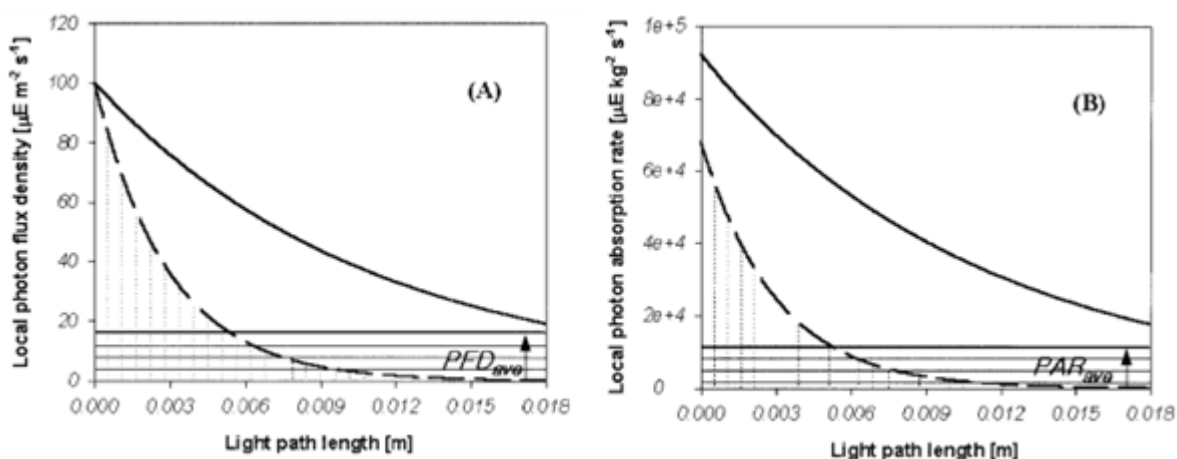 Local photon flux density [µE m⁻² s⁻¹]
120
100
80
60
40
20
0
(A)
PFDave
0.000 0.003 0.006 0.009 0.012 0.015 0.018
Light path length [m]
Local photon absorption rate [µE kg⁻² s⁻¹]
1e+5
8e+4
6e+4
4e+4
2e+4
0
(B)
PARave
0.000 0.003 0.006 0.009 0.012 0.015 0.018
Light path length [m]